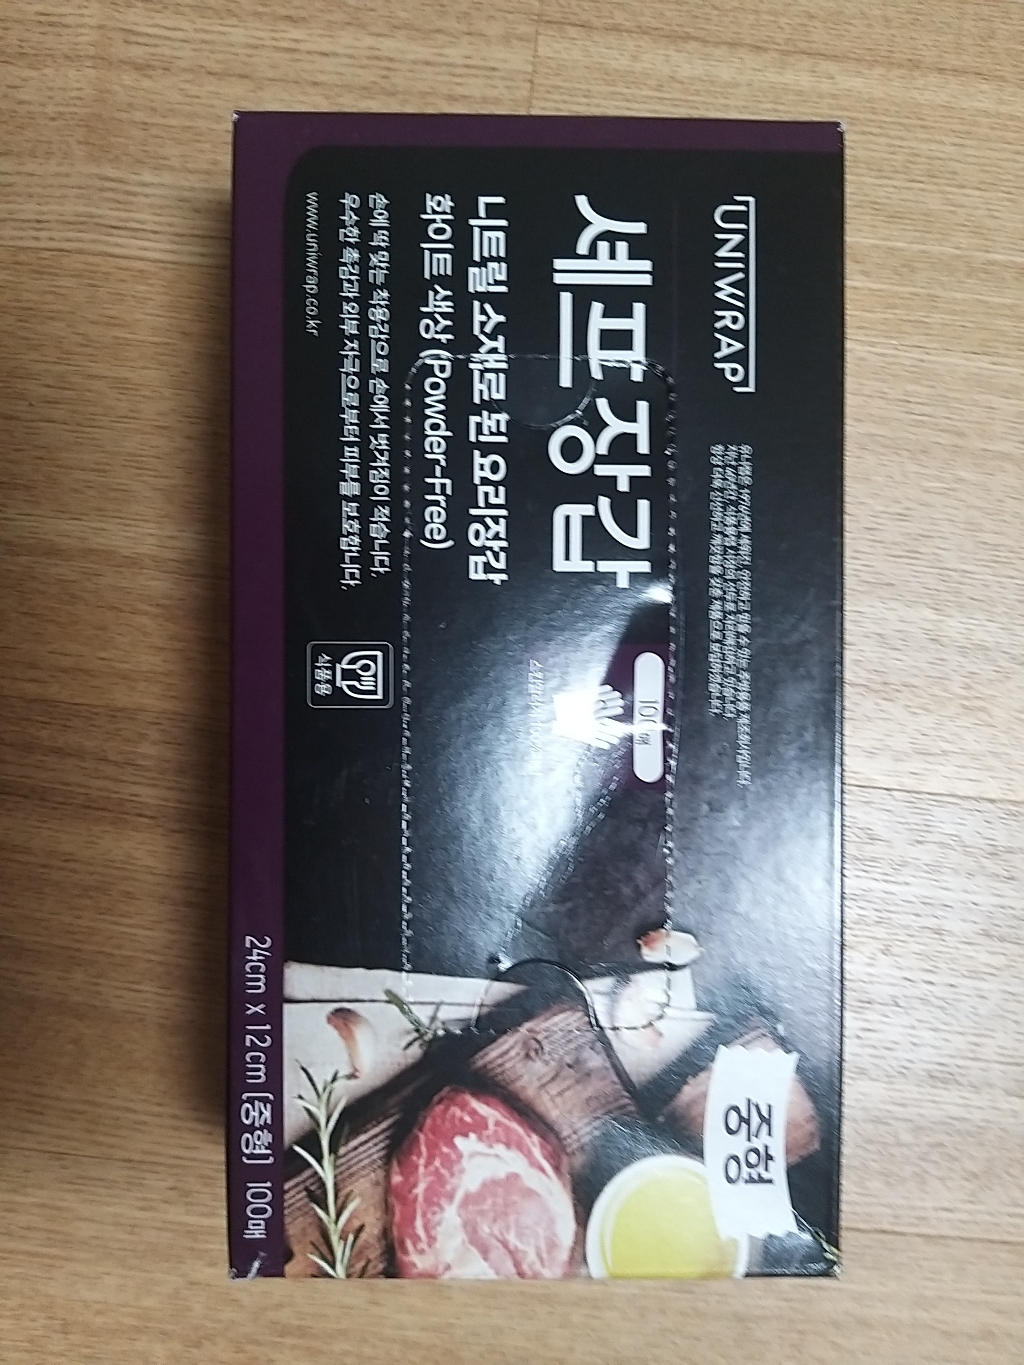 UNIWRAP
셰프장갑
니트릴 소재로 된 요리장갑
화이트 색상 (Powder-Free)
손에 딱 맞는 착용감으로 손에서 벗겨짐이 적습니다.
우수한 촉감과 외부 자극으로부터 피부를 보호합니다.
www.uniwrap.co.kr
식품용
100매
중형
24cm x 12cm (중형) 100매